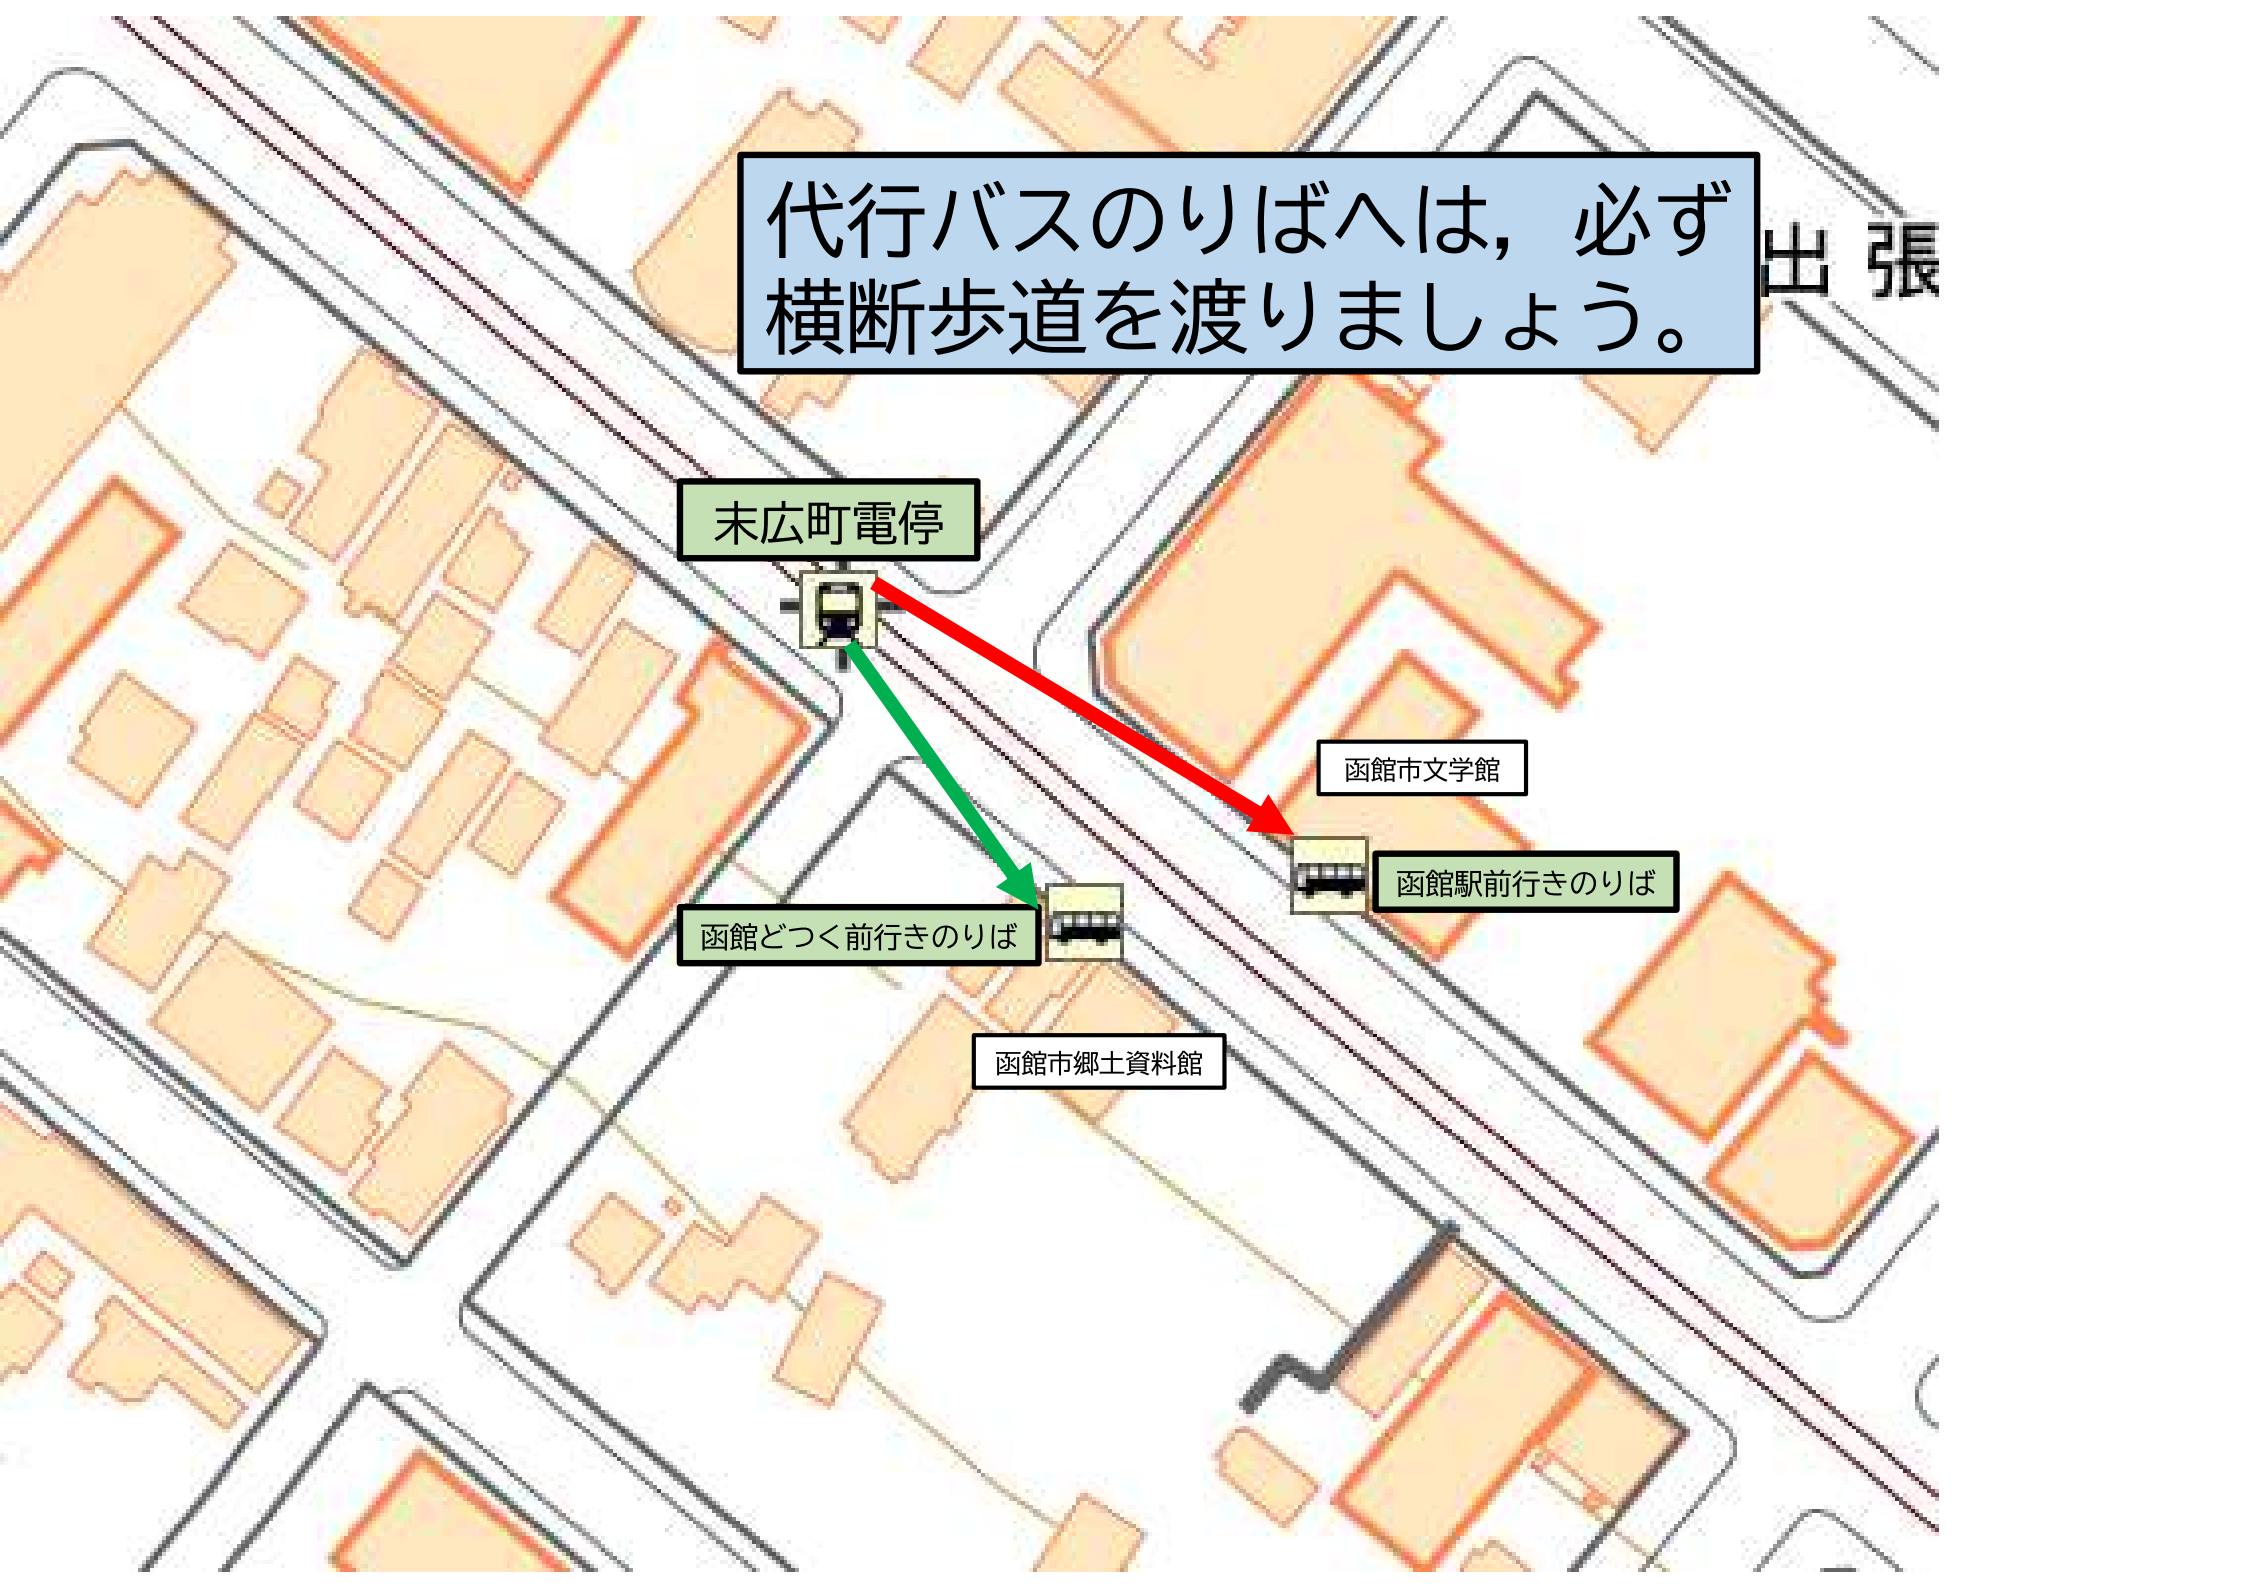 代行バスのりばへは，必ず
横断歩道を渡りましょう。
出張
末広町電停
函館市文学館
函館駅前行きのりば
函館どつく前行きのりば
函館市郷土資料館